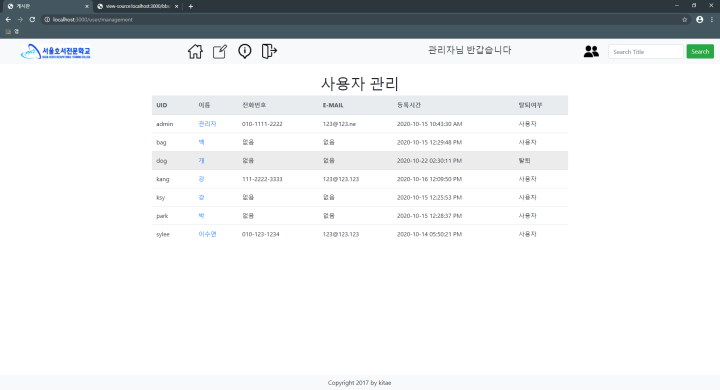 게시판
view-source:localhost:3000/bbs
localhost:3000/user/management
앱
서울호서전문학교
관리자님 반갑습니다
Search Title
Search
사용자 관리
UID 이름 전화번호 E-MAIL 등록시간 탈퇴여부
admin 관리자 010-1111-2222 123@123.ne 2020-10-15 10:43:30 AM 사용자
bag 백 없음 없음 2020-10-15 12:29:48 PM 사용자
dog 개 없음 없음 2020-10-22 02:30:11 PM 탈퇴
kang 강 111-2222-3333 123@123.123 2020-10-16 12:09:50 PM 사용자
ksy 없음 없음 2020-10-15 12:25:53 PM 사용자
park 박 없음 없음 2020-10-15 12:28:37 PM 사용자
sylee 이수연 010-123-1234 123@123.123 2020-10-14 05:50:21 PM 사용자
Copyright 2017 by kitae